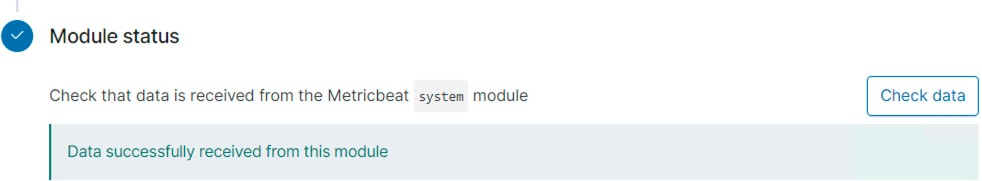 Module status
Check that data is received from the Metricbeat system module
Check data
Data successfully received from this module